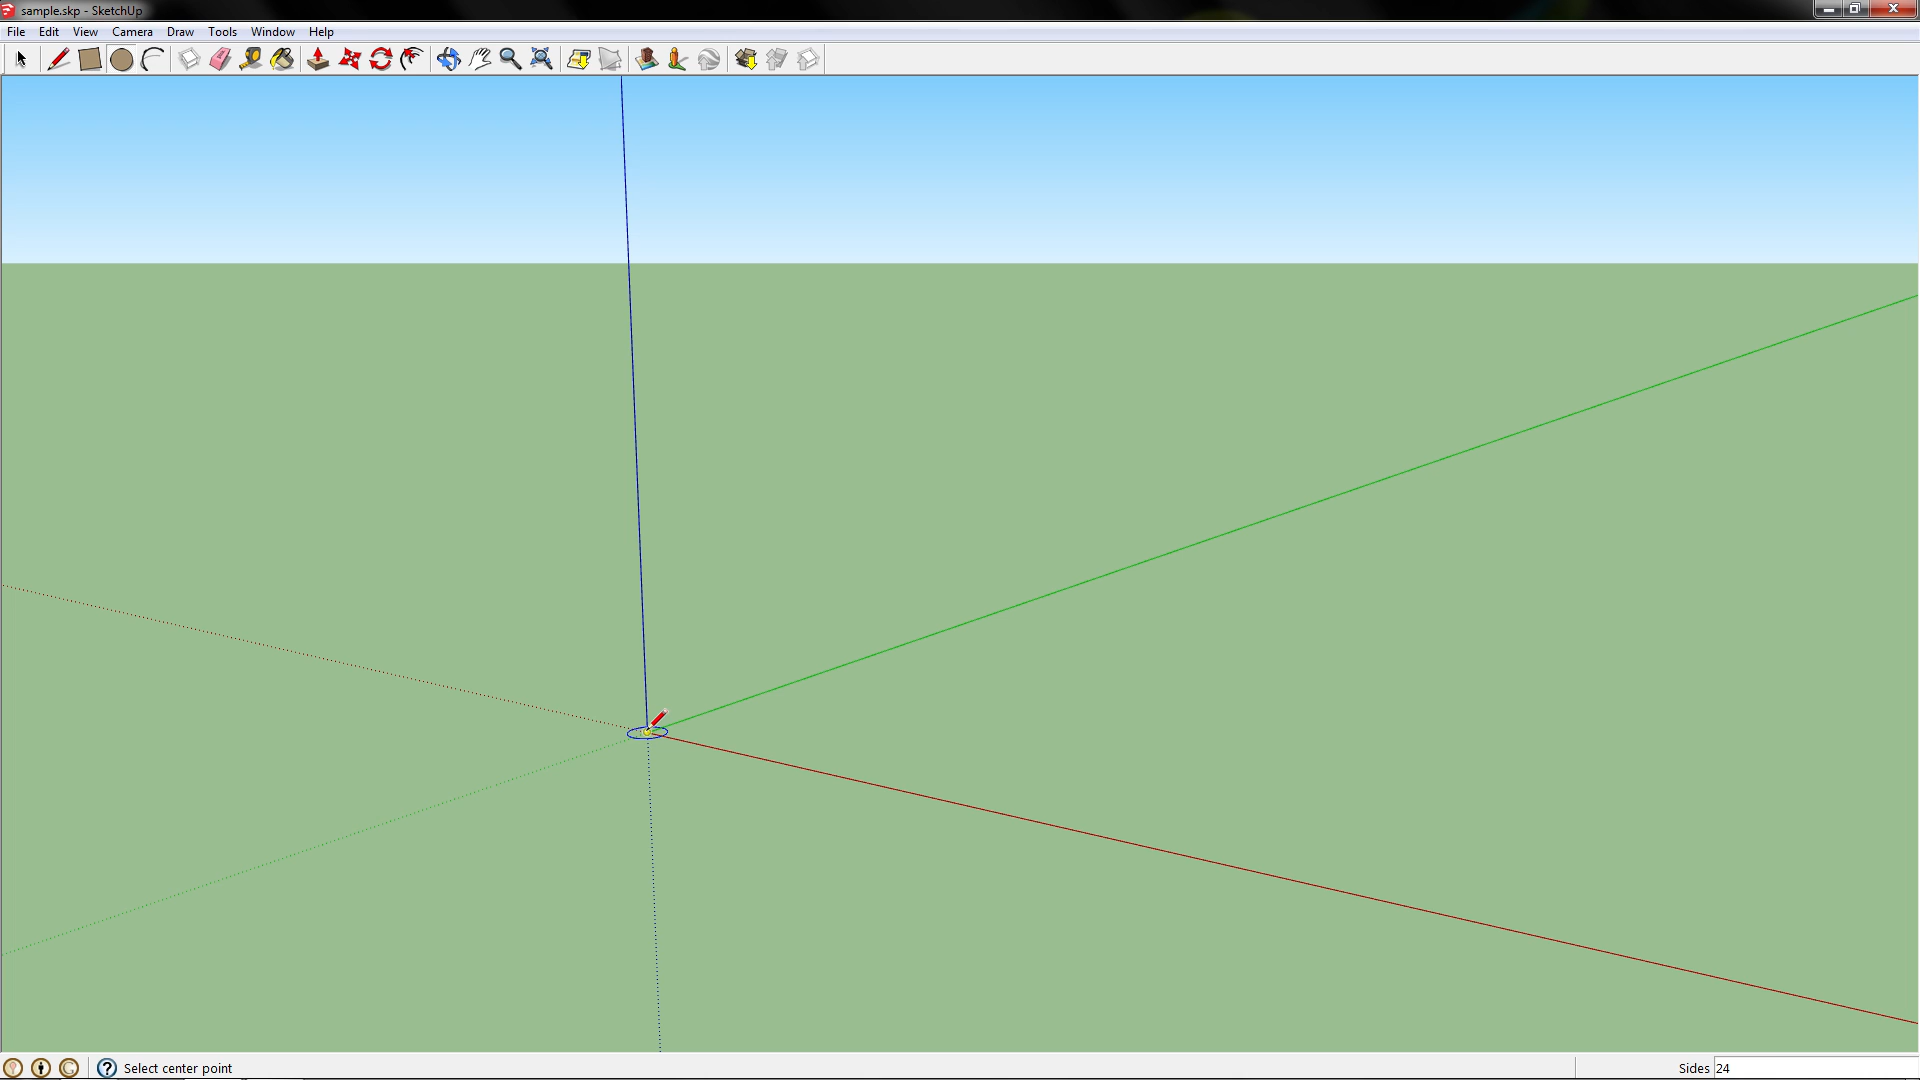 sample.skp - SketchUp
File Edit View Camera Draw Tools Window Help
Select center point
Sides 24